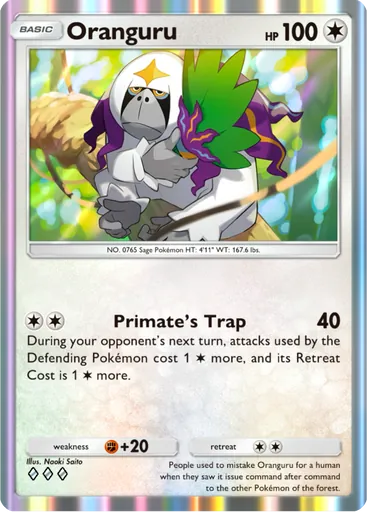 BASIC
Oranguru
HP 100
NO. 0765 Sage Pokémon HT: 4'11" WT: 167.6 lbs.
Primate's Trap 40
During your opponent's next turn, attacks used by the
Defending Pokémon cost 1 more, and its Retreat
Cost is 1 more.
weakness +20 retreat
Illus. Naoki Saito
People used to mistake Oranguru for a human
when they saw it issue command after command
to the other Pokémon of the forest.